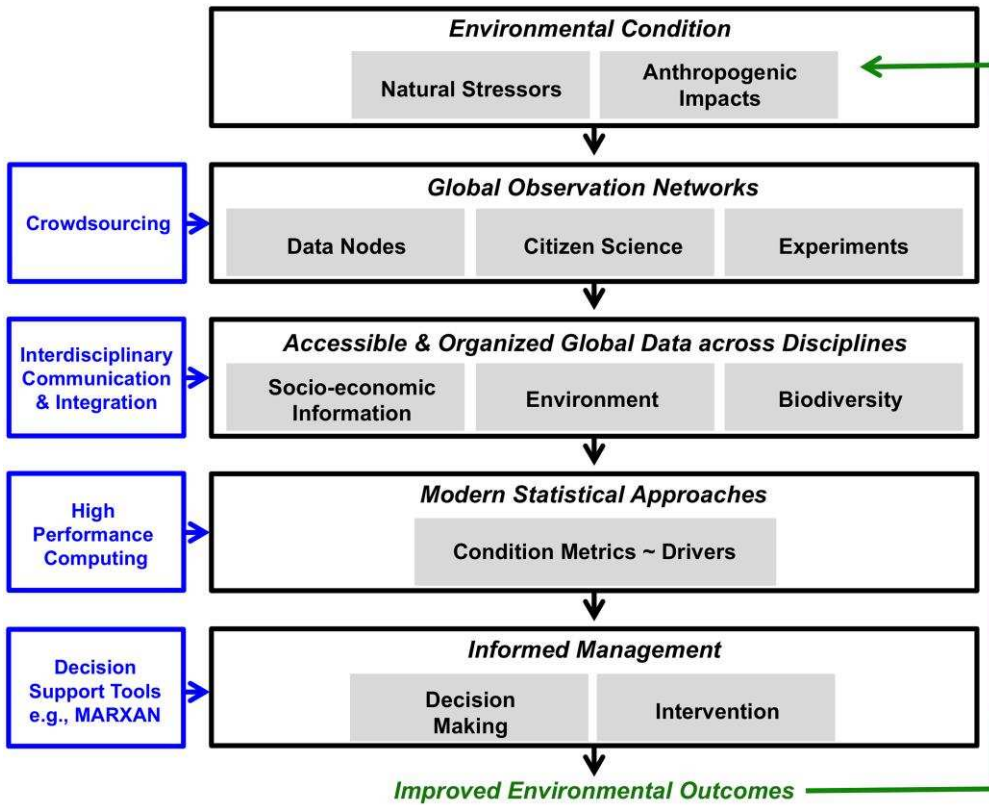 Environmental Condition
Natural Stressors
Anthropogenic
Impacts
Crowdsourcing
Global Observation Networks
Data Nodes
Citizen Science
Experiments
Interdisciplinary
Communication
& Integration
Accessible & Organized Global Data across Disciplines
Socio-economic
Information
Environment
Biodiversity
High
Performance
Computing
Modern Statistical Approaches
Condition Metrics ~ Drivers
Decision
Support Tools
e.g., MARXAN
Informed Management
Decision
Making
Intervention
Improved Environmental Outcomes